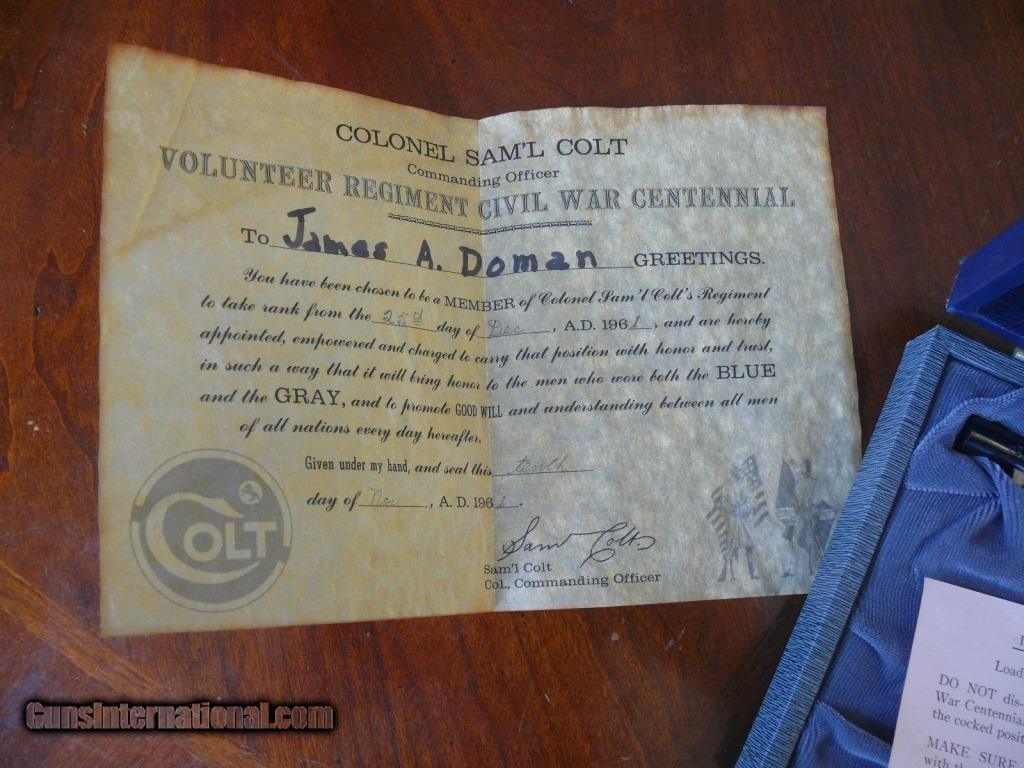 COLONEL SAM'L COLT
Commanding Officer
VOLUNTEER REGIMENT CIVIL WAR CENTENNIAL
To James A. Doman GREETINGS.
You have been chosen to be a MEMBER of Colonel Sam'l Colt's Regiment
to take rank from the 25th day of Dec, A.D. 1961, and are hereby
appointed, empowered and charged to carry that position with honor and trust,
in such a way that it will bring honor to the men who wore both the BLUE
and the GRAY, and to promote GOOD WILL and understanding between all men
of all nations every day hereafter.
Given under my hand, and seal this tenth
day of Nov, A.D. 1961.
COLT
Sam Colt
Sam'l Colt
Col., Commanding Officer
Load
DO NOT dis-
War Centennia
the cocked posit
MAKE SURE
with th
GunsInternational.com